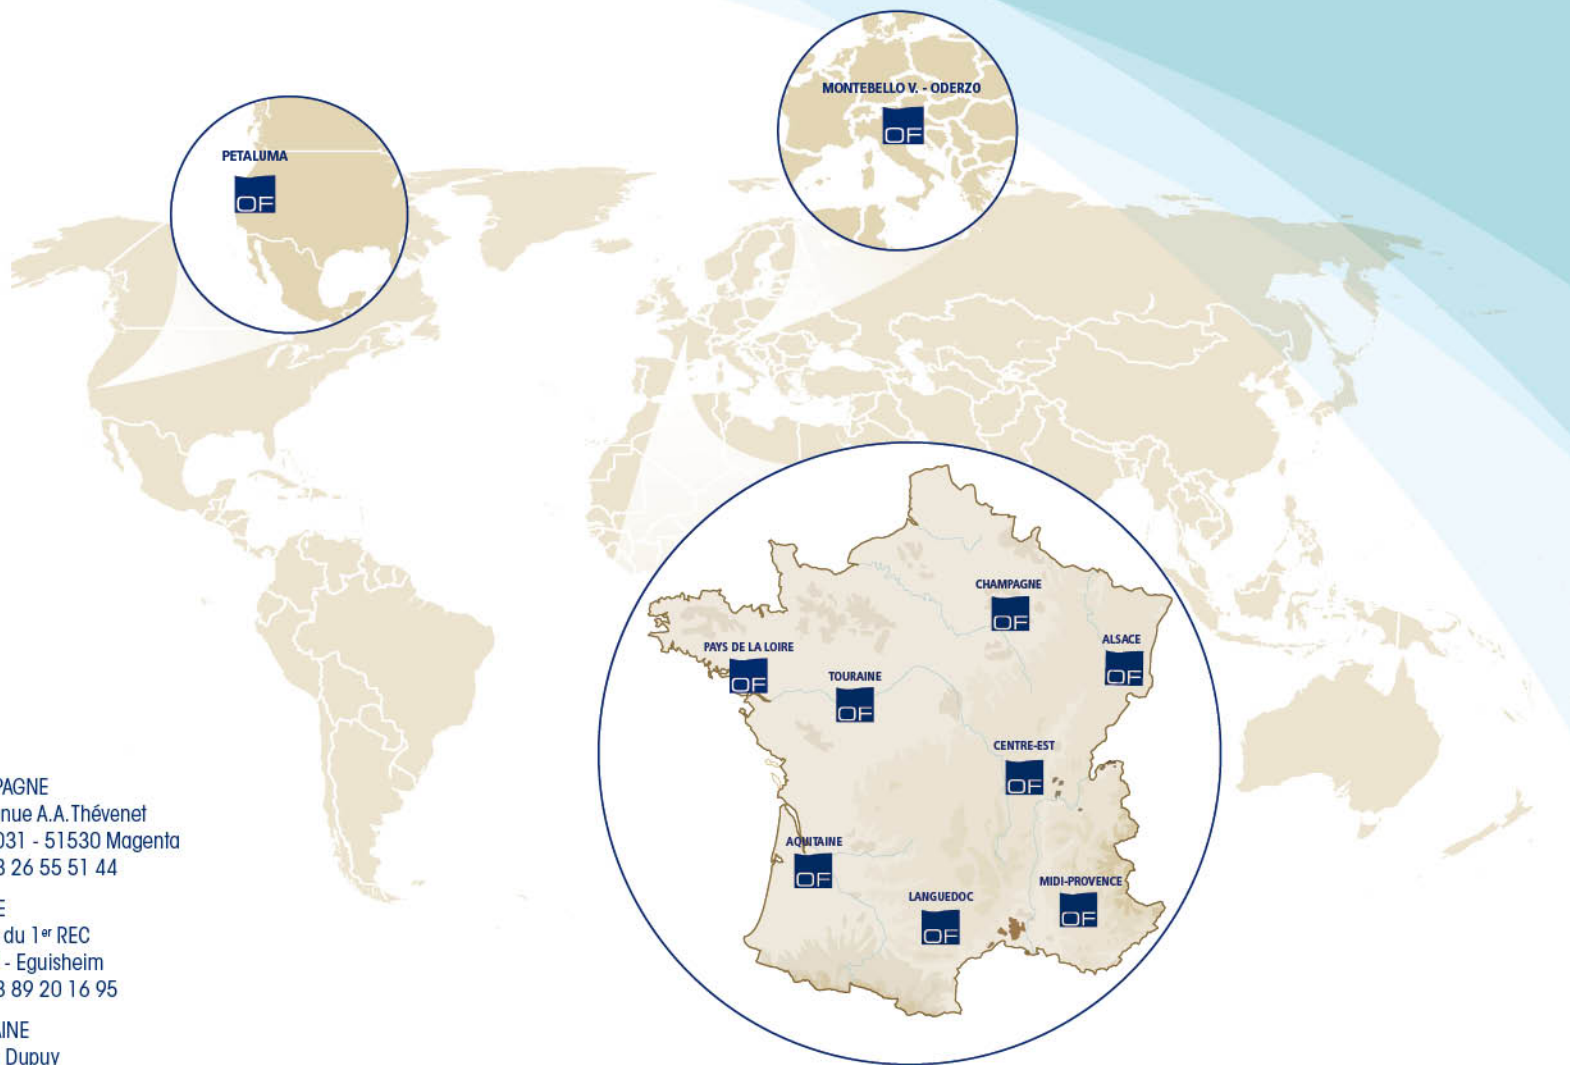 MONTEBELLO V. - ODERZO
OF
PETALUMA
OF
CHAMPAGNE
OF
ALSACE
OF
PAYS DE LA LOIRE
OF
TOURAINE
OF
CENTRE-EST
OF
AQUITAINE
OF
MIDI-PROVENCE
OF
LANGUEDOC
OF
PAGNE
nue A.A.Thévenet
031 - 51530 Magenta
3 26 55 51 44
E
du 1er REC
- Eguisheim
3 89 20 16 95
AINE
Dupuy